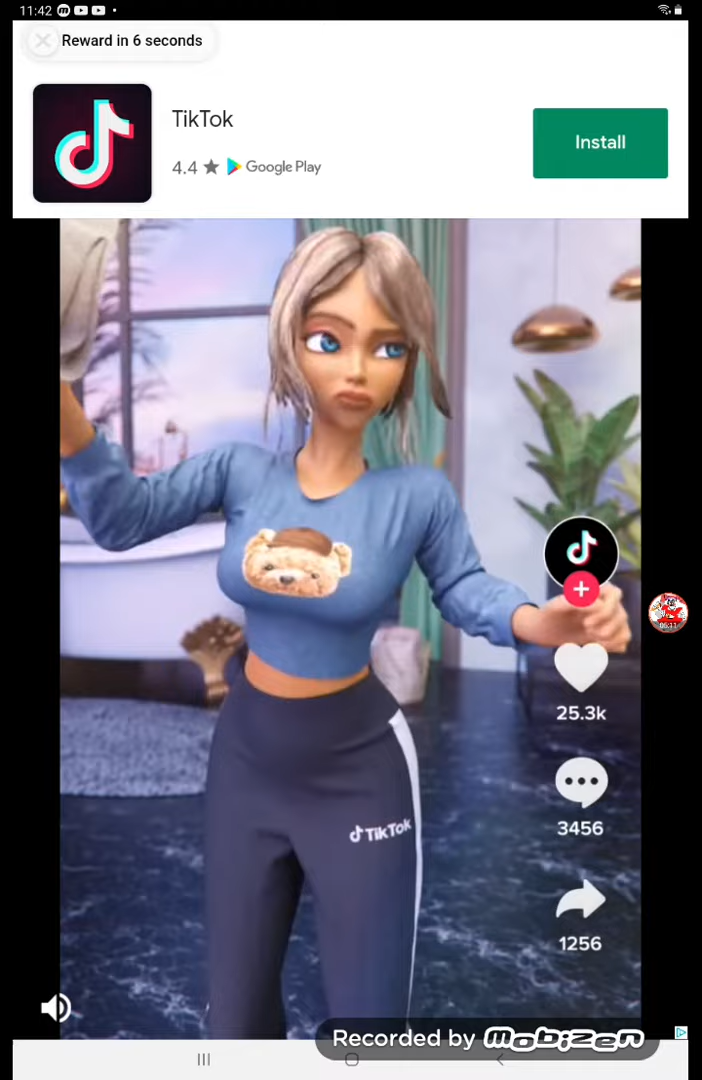 11:42
Reward in 6 seconds
TikTok
4.4 ★ Google Play
Install
25.3k
TikTok
3456
1256
Recorded by mobizen